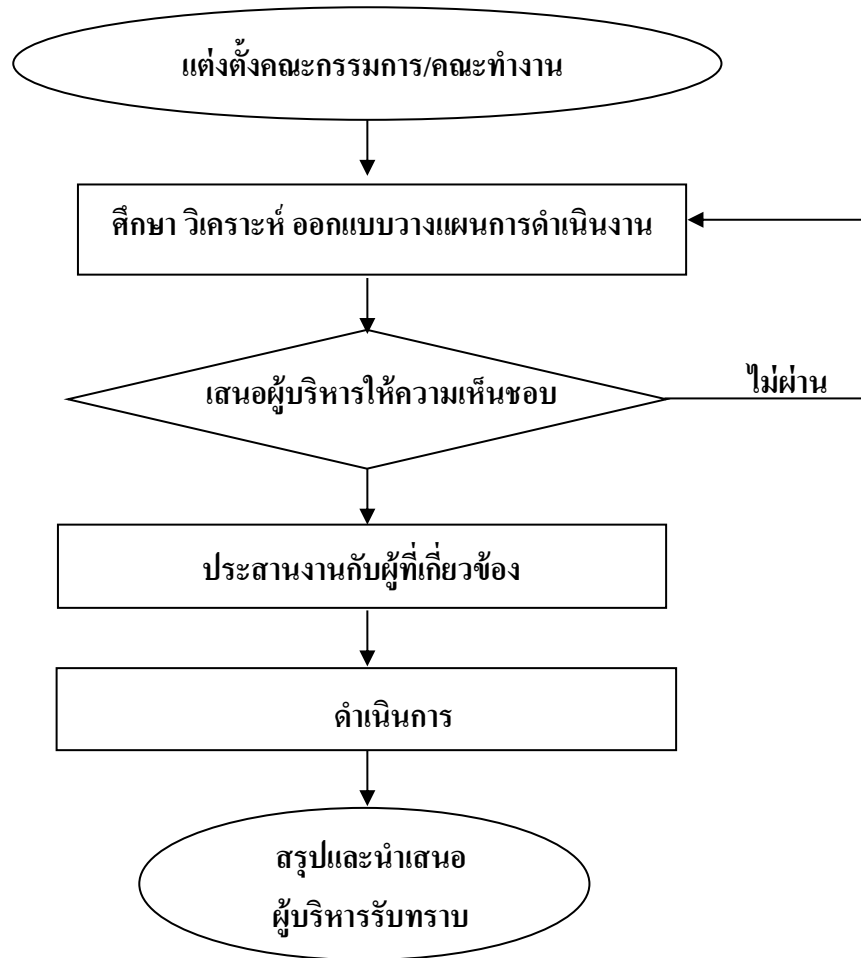 แต่งตั้งคณะกรรมการ/คณะทำงาน
ศึกษา วิเคราะห์ ออกแบบวางแผนการดำเนินงาน
เสนอผู้บริหารให้ความเห็นชอบ
ไม่ผ่าน
ประสานงานกับผู้ที่เกี่ยวข้อง
ดำเนินการ
สรุปและนำเสนอ
ผู้บริหารรับทราบ